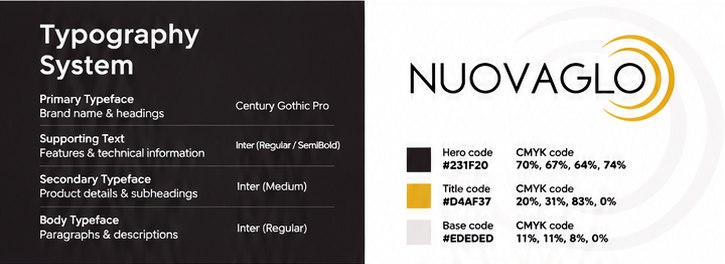 Typography
System
Primary Typeface
Brand name & headings
Century Gothic Pro
Supporting Text
Features & technical information
Inter (Regular / SemiBold)
Secondary Typeface
Product details & subheadings
Inter (Medum)
Body Typeface
Paragraphs & descriptions
Inter (Regular)
NUOVAGLO
Hero code
#231F20
CMYK code
70%, 67%, 64%, 74%
Title code
#D4AF37
CMYK code
20%, 31%, 83%, 0%
Base code
#EDEDED
CMYK code
11%, 11%, 8%, 0%